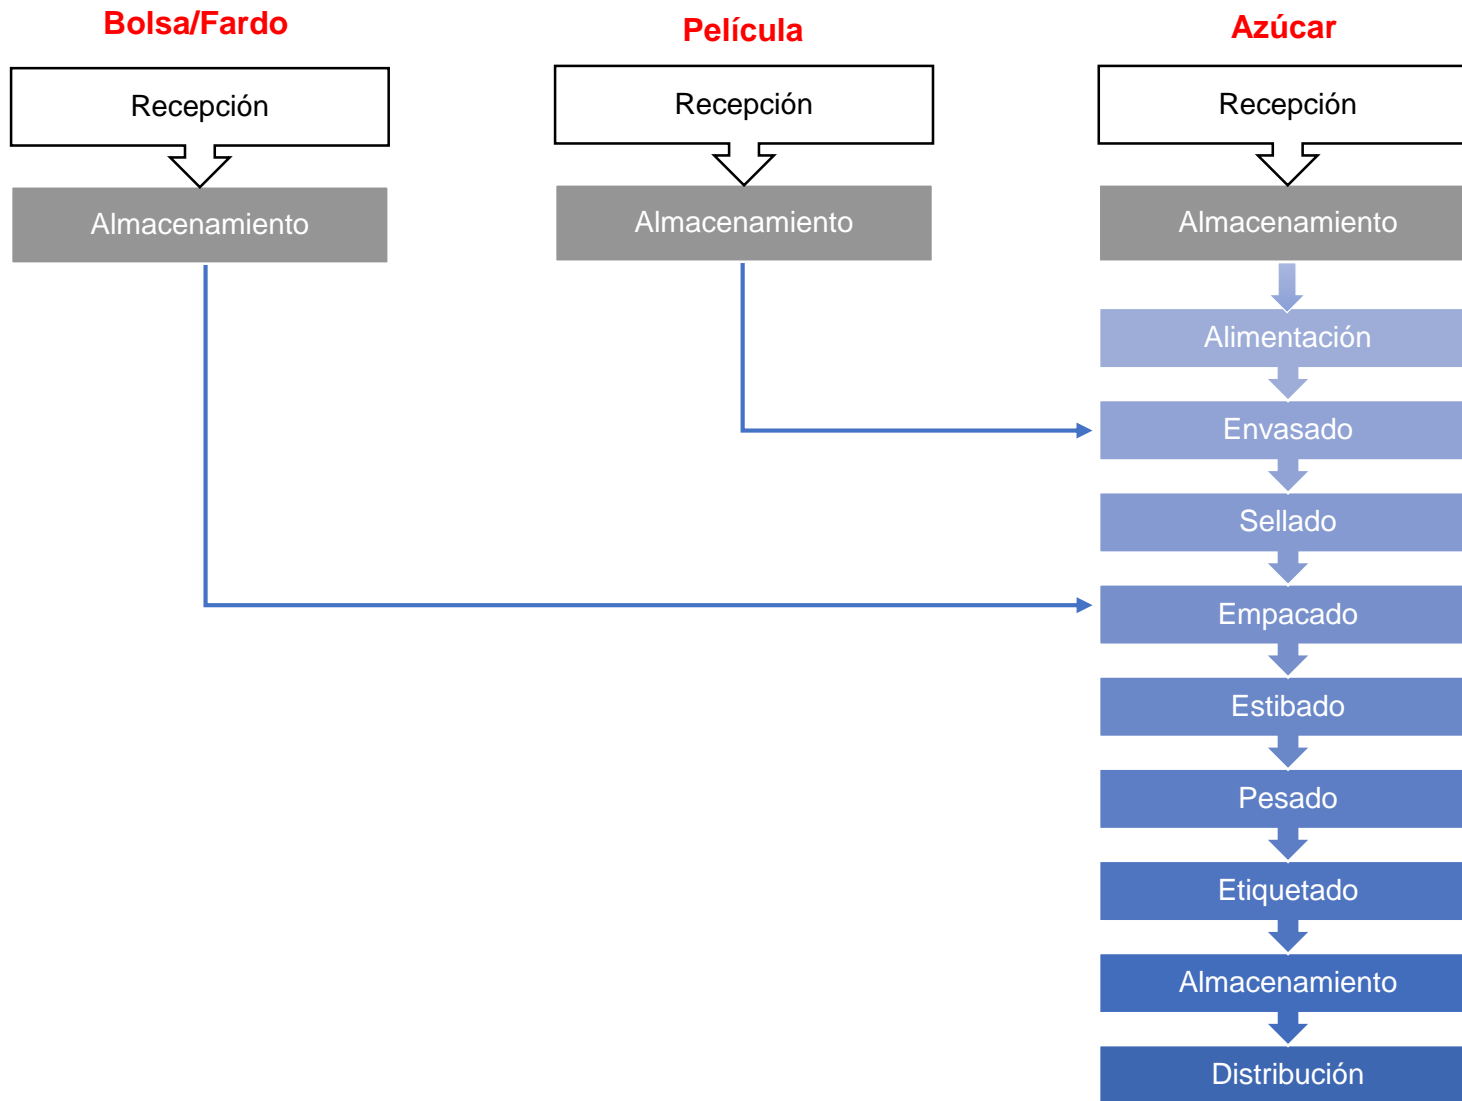 Bolsa/Fardo
Película
Azúcar
Recepción
Recepción
Recepción
Almacenamiento
Almacenamiento
Almacenamiento
Alimentación
Envasado
Sellado
Empacado
Estibado
Pesado
Etiquetado
Almacenamiento
Distribución